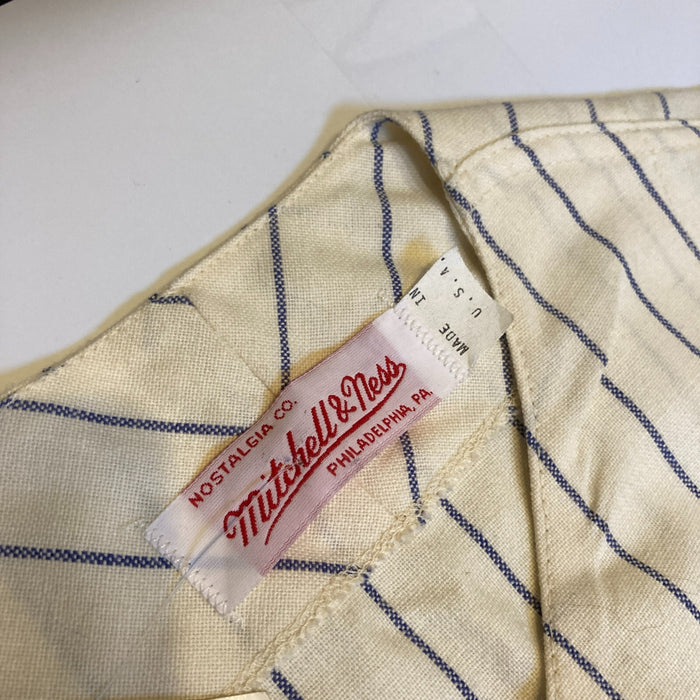 NOSTALGIA CO.
Mitchell & Ness
PHILADELPHIA, PA.
MADE IN
U.S.A.